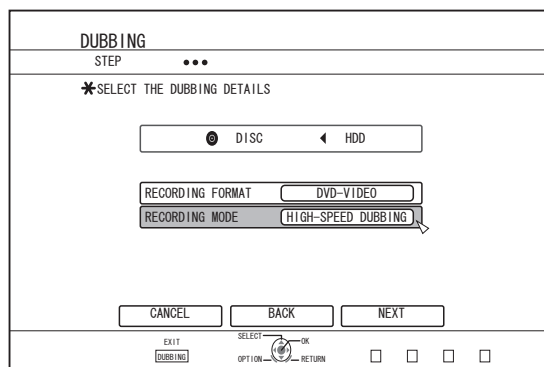 DUBBING
STEP
SELECT THE DUBBING DETAILS
DISC HDD
RECORDING FORMAT DVD-VIDEO
RECORDING MODE HIGH-SPEED DUBBING
CANCEL BACK NEXT
EXIT
DUBBING
SELECT OK
OPTION RETURN